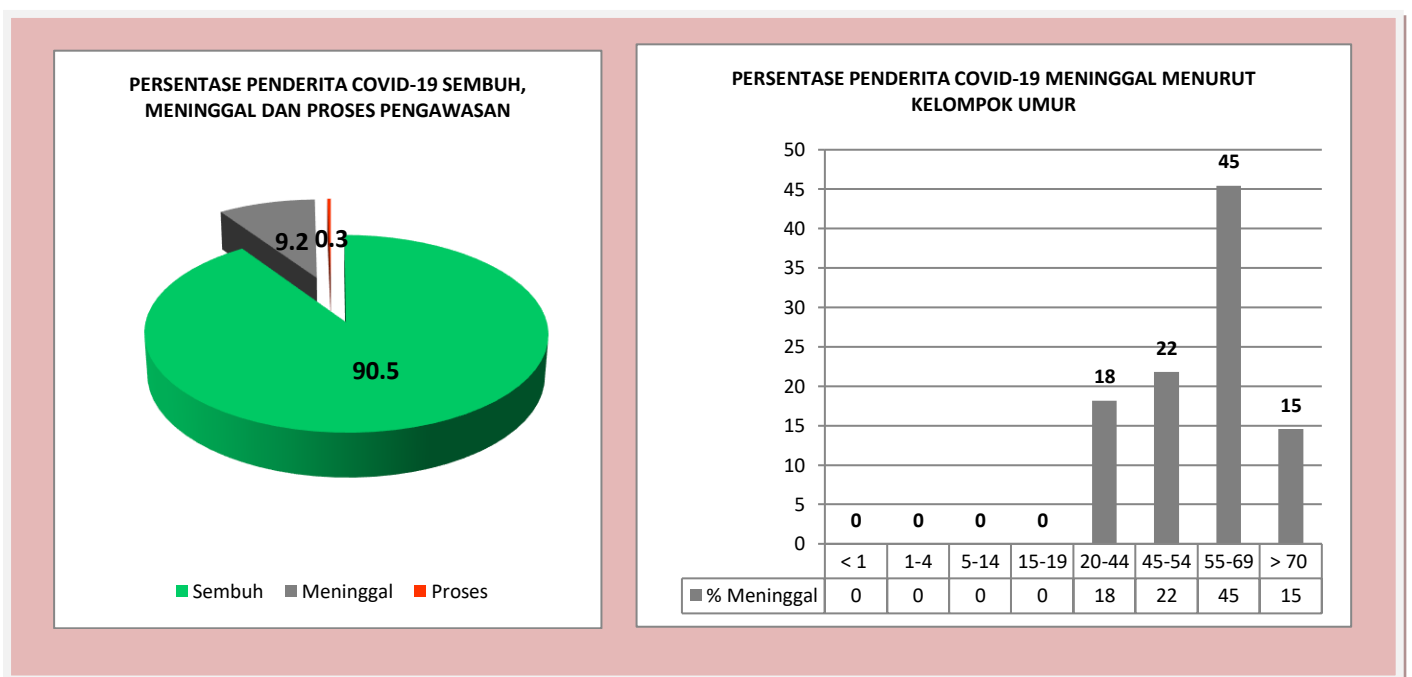 PERSENTASE PENDERITA COVID-19 SEMBUH,
MENINGGAL DAN PROSES PENGAWASAN
9.2 0.3
90.5
Sembuh Meninggal Proses
PERSENTASE PENDERITA COVID-19 MENINGGAL MENURUT
KELOMPOK UMUR
50
45
45
40
35
30
25
22
20
18
15
15
10
5
0 0 0 0
0
< 1 1-4 5-14 15-19 20-44 45-54 55-69 > 70
% Meninggal 0 0 0 0 18 22 45 15